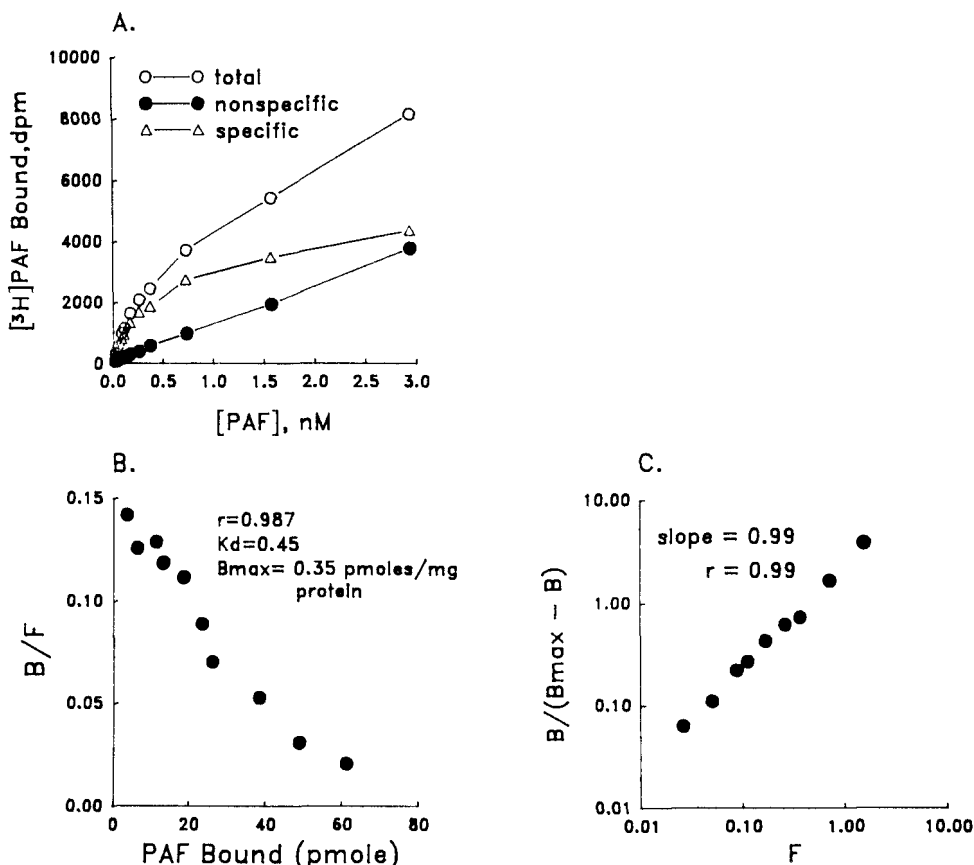 A.
10000
8000
6000
4000
2000
0
[³H]PAF Bound,dpm
total
nonspecific
specific
0.0 0.5 1.0 1.5 2.0 2.5 3.0
[PAF], nM
B.
0.15
0.10
0.05
0.00
B/F
r=0.987
Kd=0.45
Bmax= 0.35 pmoles/mg
protein
0 20 40 60 80
PAF Bound (pmole)
C.
10.00
1.00
0.10
0.01
B/(Bmax - B)
slope = 0.99
r = 0.99
0.01 0.10 1.00 10.00
F